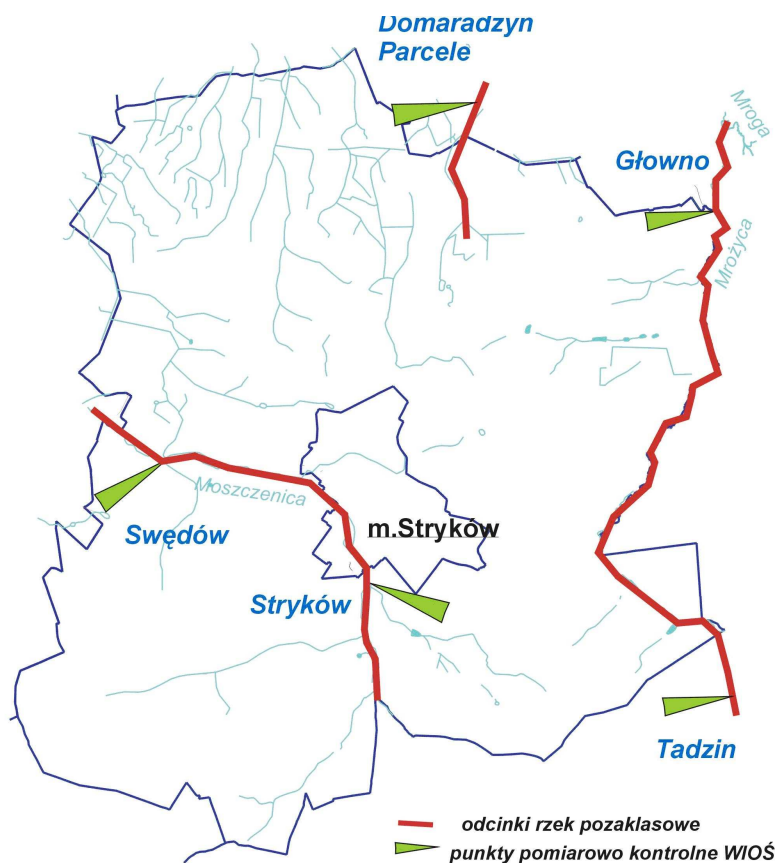 Domaradzyn
Parcele
Mroga
Głowno
Mrożyca
Moszczenica
m.Stryków
Swędów
Stryków
Tadzin
odcinki rzek pozaklasowe
punkty pomiarowo kontrolne WIOŚ